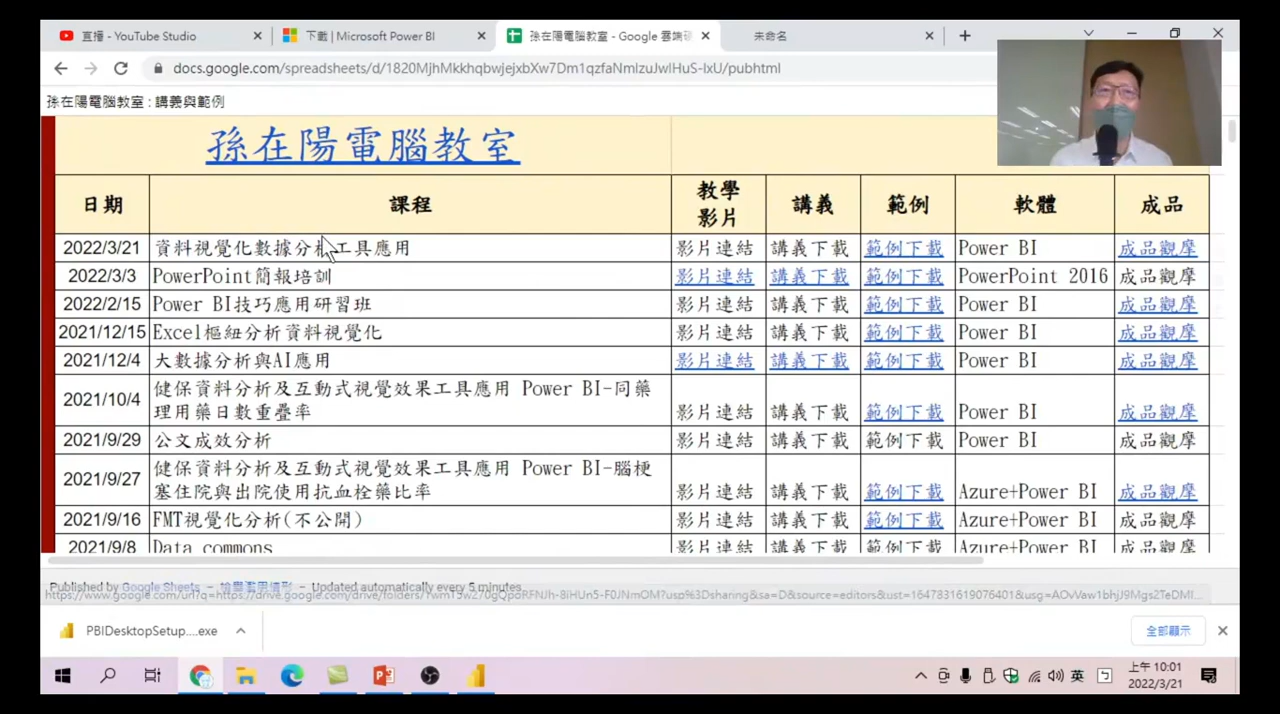 直播 - YouTube Studio
下載 | Microsoft Power BI
孫在陽電腦教室 - Google 雲端硬
未命名
docs.google.com/spreadsheets/d/1820MjhMkkhqbwjejxbXw7Dm1qzfaNmlzuJwlHuS-IxU/pubhtml
孫在陽電腦教室 : 講義與範例
孫在陽電腦教室
日期 課程 教學影片 講義 範例 軟體 成品
2022/3/21 資料視覺化數據分析工具應用 影片連結 講義下載 範例下載 Power BI 成品觀摩
2022/3/3 PowerPoint簡報培訓 影片連結 講義下載 範例下載 PowerPoint 2016 成品觀摩
2022/2/15 Power BI技巧應用研習班 影片連結 講義下載 範例下載 Power BI 成品觀摩
2021/12/15 Excel樞紐分析資料視覺化 影片連結 講義下載 範例下載 Power BI 成品觀摩
2021/12/4 大數據分析與AI應用 影片連結 講義下載 範例下載 Power BI 成品觀摩
健保資料分析及互動式視覺效果工具應用 Power BI-同藥
2021/10/4 理用藥日數重疊率 影片連結 講義下載 範例下載 Power BI 成品觀摩
2021/9/29 公文成效分析 影片連結 講義下載 範例下載 Power BI 成品觀摩
健保資料分析及互動式視覺效果工具應用 Power BI-腦梗
2021/9/27 塞住院與出院使用抗血栓藥比率 影片連結 講義下載 範例下載 Azure+Power BI 成品觀摩
2021/9/16 FMT視覺化分析(不公開) 影片連結 講義下載 範例下載 Azure+Power BI 成品觀摩
2021/9/8 Data commons 影片連結 講義下載 範例下載 Azure+Power BI 成品觀摩
Published by Google Sheets – 檢舉濫用情形 – Updated automatically every 5 minutes
PBIDesktopSetup....exe
全部顯示
英
上午 10:01
2022/3/21